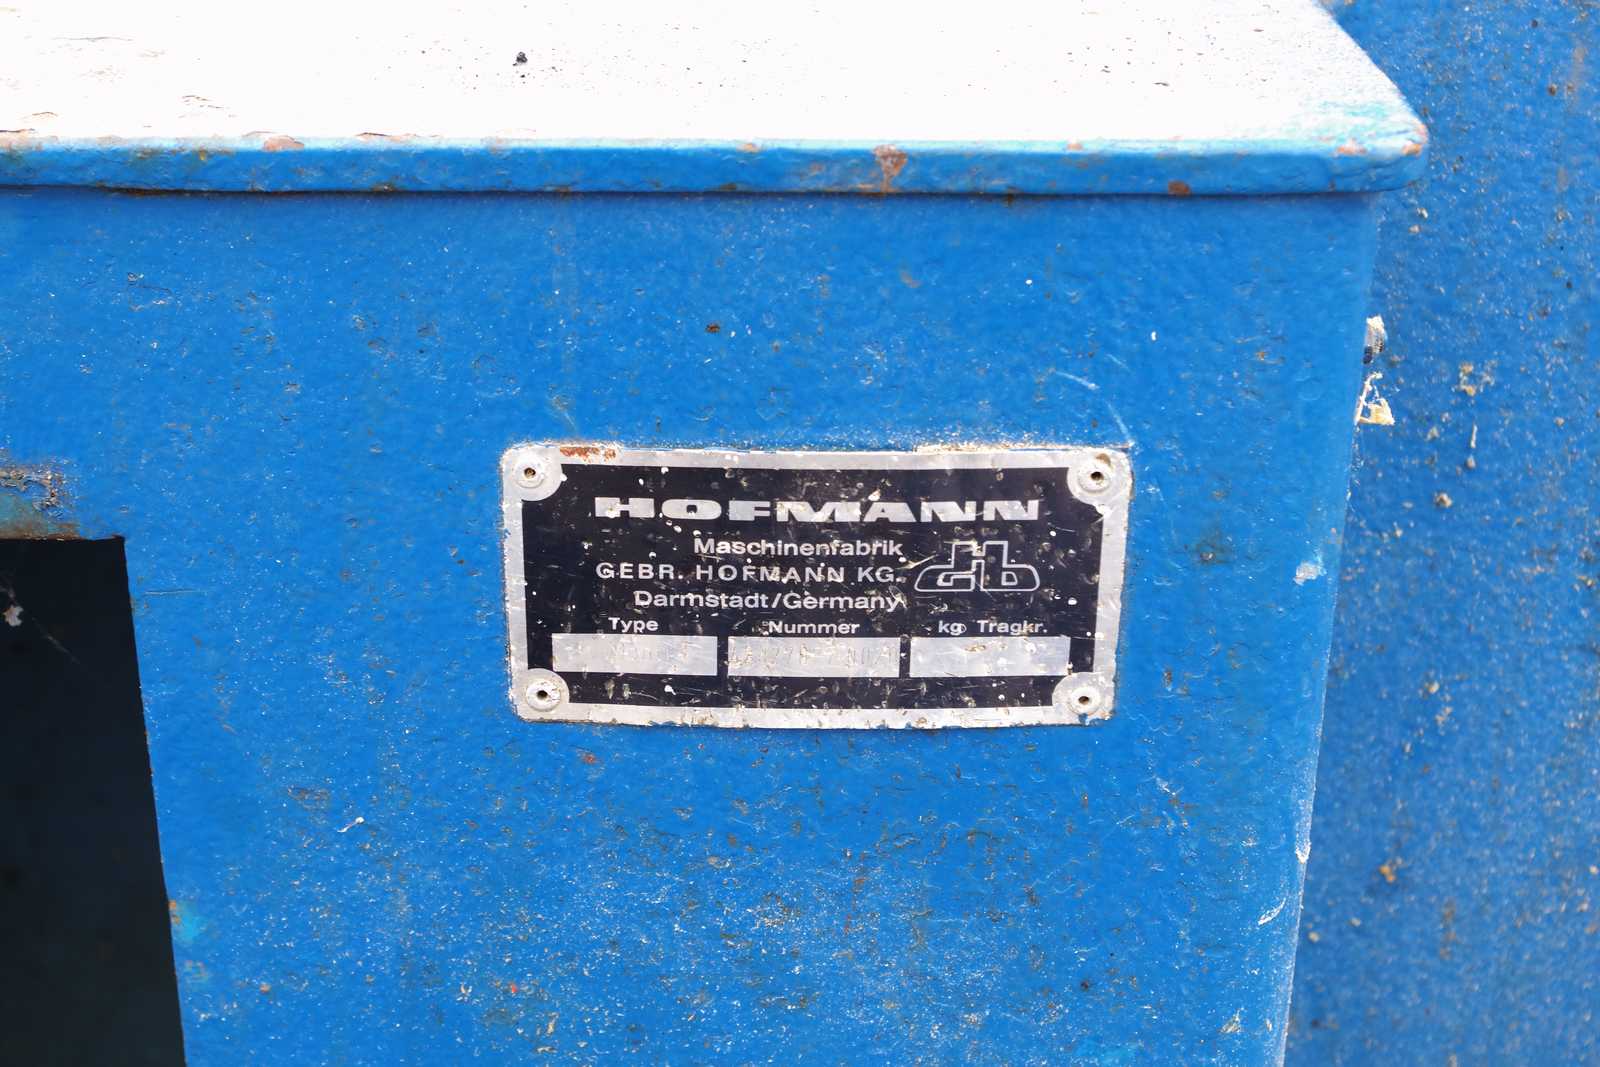 HOFMANN
Maschinenfabrik
GEBR. HOFMANN KG.
Darmstadt/Germany
Type Nummer kg Tragkr.